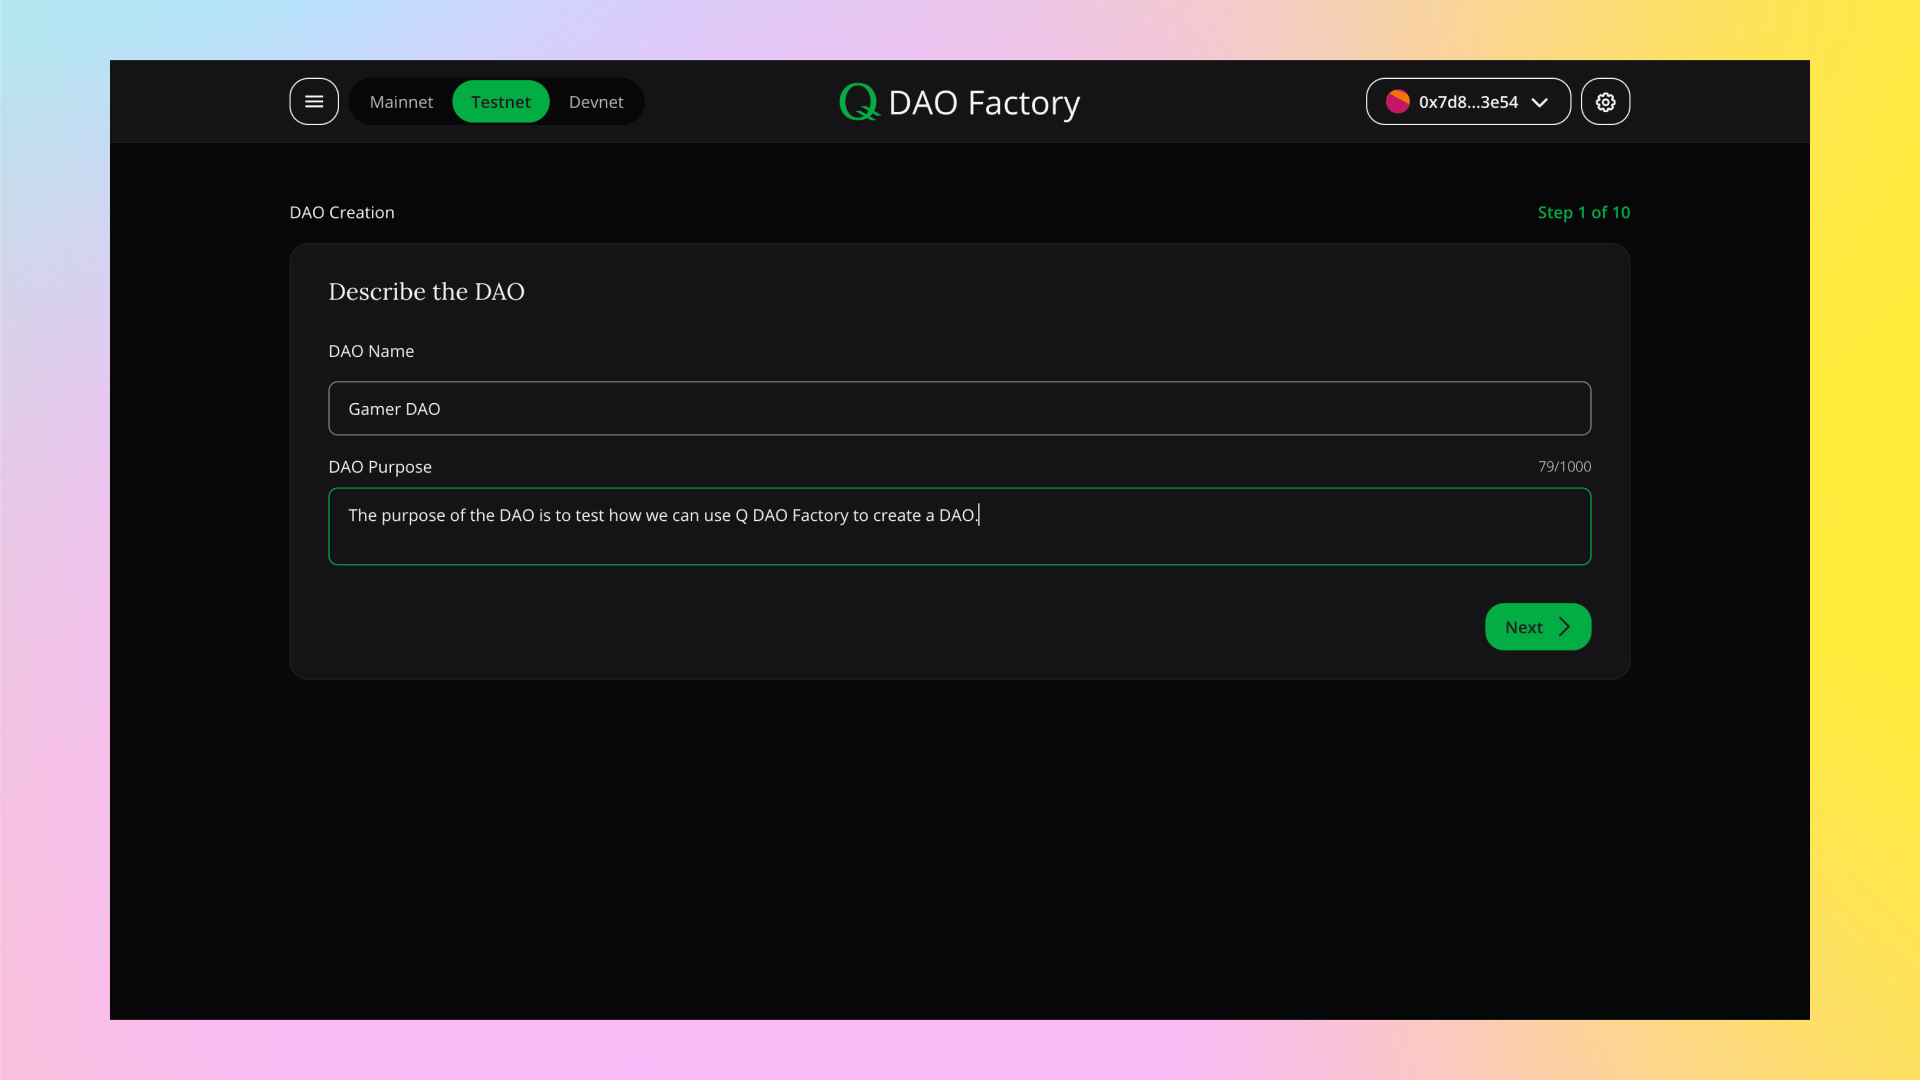 Mainnet Testnet Devnet Q DAO Factory 0x7d8...3e54
DAO Creation Step 1 of 10
Describe the DAO
DAO Name
Gamer DAO
DAO Purpose 79/1000
The purpose of the DAO is to test how we can use Q DAO Factory to create a DAO.
Next